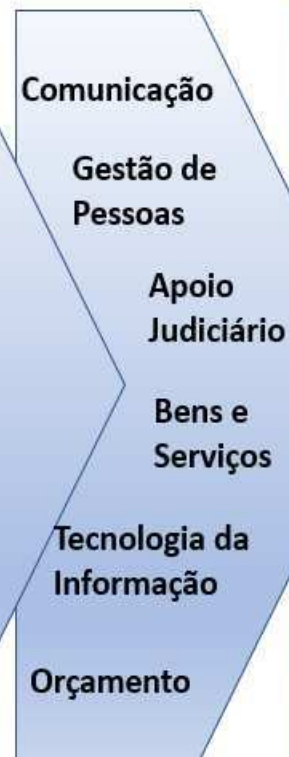 Comunicação
Gestão de
Pessoas
Apoio
Judiciário
Bens e
Serviços
Tecnologia da
Informação
Orçamento